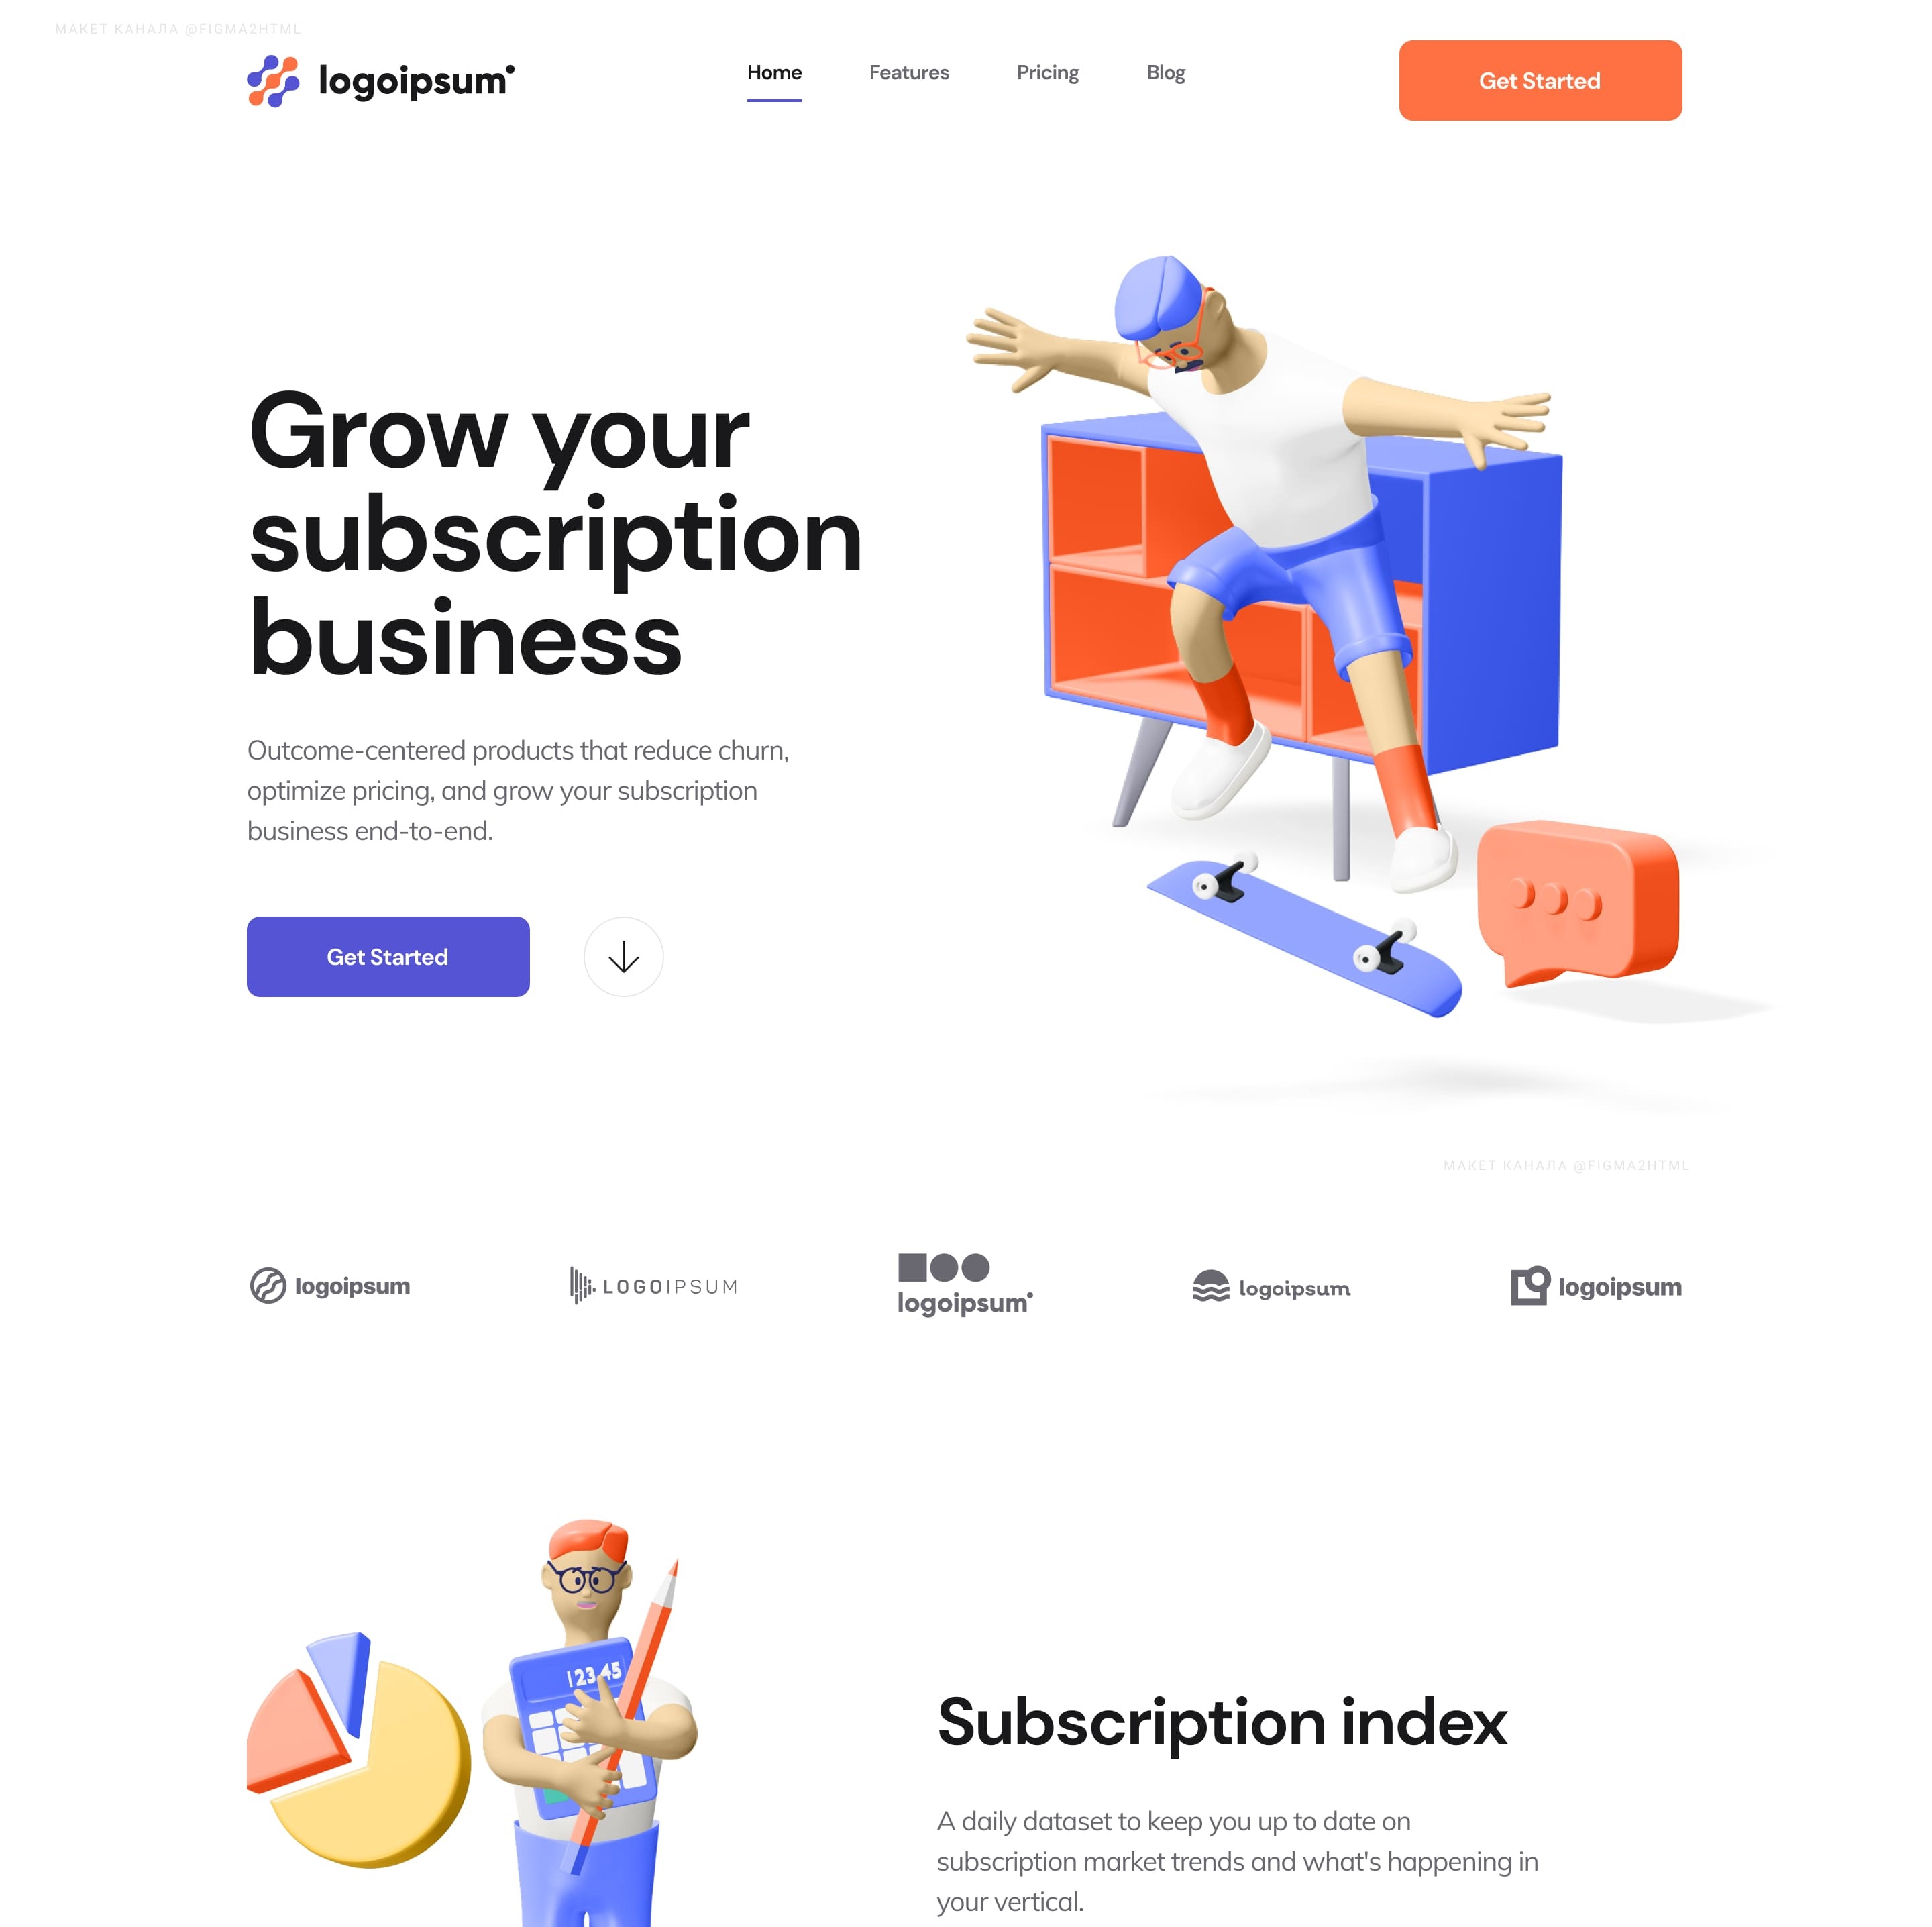 МАКЕТ КАНАЛА @FIGMA2HTML
logoipsum
Home
Features
Pricing
Blog
Get Started
Grow your
subscription
business
Outcome-centered products that reduce churn,
optimize pricing, and grow your subscription
business end-to-end.
Get Started
МАКЕТ КАНАЛА @FIGMA2HTML
logoipsum
LOGOIPSUM
logoipsum
logoipsum
logoipsum
123.45
Subscription index
A daily dataset to keep you up to date on
subscription market trends and what's happening in
your vertical.